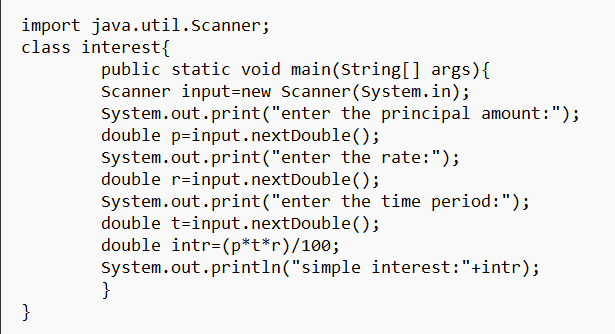 import java.util.Scanner;
class interest{
public static void main(String[] args){
Scanner input=new Scanner(System.in);
System.out.print("enter the principal amount:");
double p=input.nextDouble();
System.out.print("enter the rate:");
double r=input.nextDouble();
System.out.print("enter the time period:");
double t=input.nextDouble();
double intr=(p*t*r)/100;
System.out.println("simple interest:"+intr);
}
}